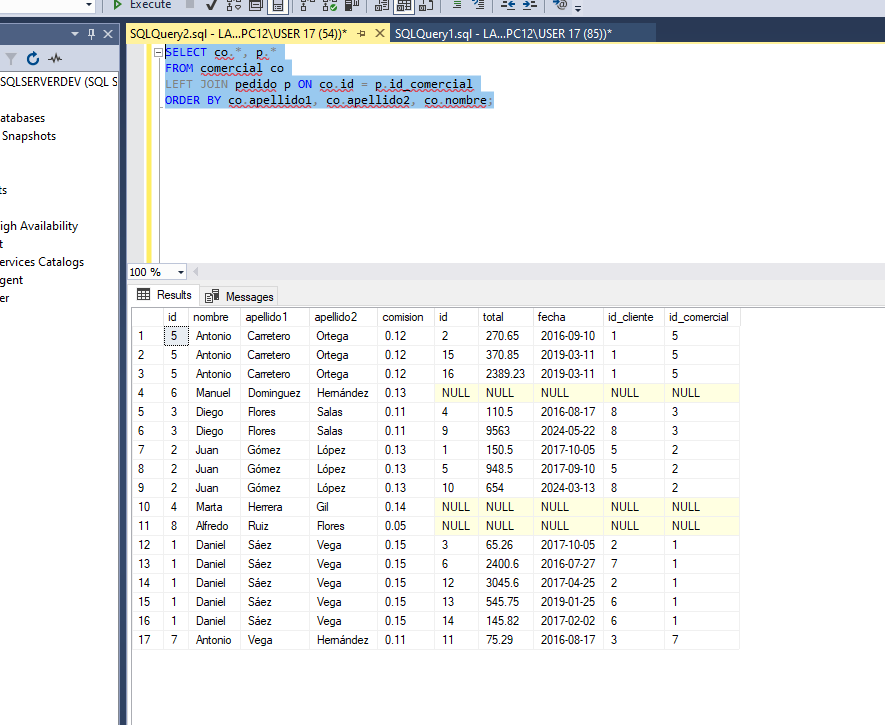 Execute
SQLQuery2.sql - LA...PC12\USER 17 (54))*
SQLQuery1.sql - LA...PC12\USER 17 (85))*
SQLSERVERDEV (SQL S
atabases
Snapshots
ts
igh Availability
t
ervices Catalogs
gent
er
SELECT co.*, p.*
FROM comercial co
LEFT JOIN pedido p ON co.id = p.id_comercial
ORDER BY co.apellido1, co.apellido2, co.nombre;
100 %
Results Messages
id nombre apellido1 apellido2 comision id total fecha id_cliente id_comercial
1 5 Antonio Carretero Ortega 0.12 2 270.65 2016-09-10 1 5
2 5 Antonio Carretero Ortega 0.12 15 370.85 2019-03-11 1 5
3 5 Antonio Carretero Ortega 0.12 16 2389.23 2019-03-11 1 5
4 6 Manuel Domínguez Hernández 0.13 NULL NULL NULL NULL NULL
5 3 Diego Flores Salas 0.11 4 110.5 2016-08-17 8 3
6 3 Diego Flores Salas 0.11 9 9563 2024-05-22 8 3
7 2 Juan Gómez López 0.13 1 150.5 2017-10-05 5 2
8 2 Juan Gómez López 0.13 5 948.5 2017-09-10 5 2
9 2 Juan Gómez López 0.13 10 654 2024-03-13 8 2
10 4 Marta Herrera Gil 0.14 NULL NULL NULL NULL NULL
11 8 Alfredo Ruiz Flores 0.05 NULL NULL NULL NULL NULL
12 1 Daniel Sáez Vega 0.15 3 65.26 2017-10-05 2 1
13 1 Daniel Sáez Vega 0.15 6 2400.6 2016-07-27 7 1
14 1 Daniel Sáez Vega 0.15 12 3045.6 2017-04-25 2 1
15 1 Daniel Sáez Vega 0.15 13 545.75 2019-01-25 6 1
16 1 Daniel Sáez Vega 0.15 14 145.82 2017-02-02 6 1
17 7 Antonio Vega Hernández 0.11 11 75.29 2016-08-17 3 7